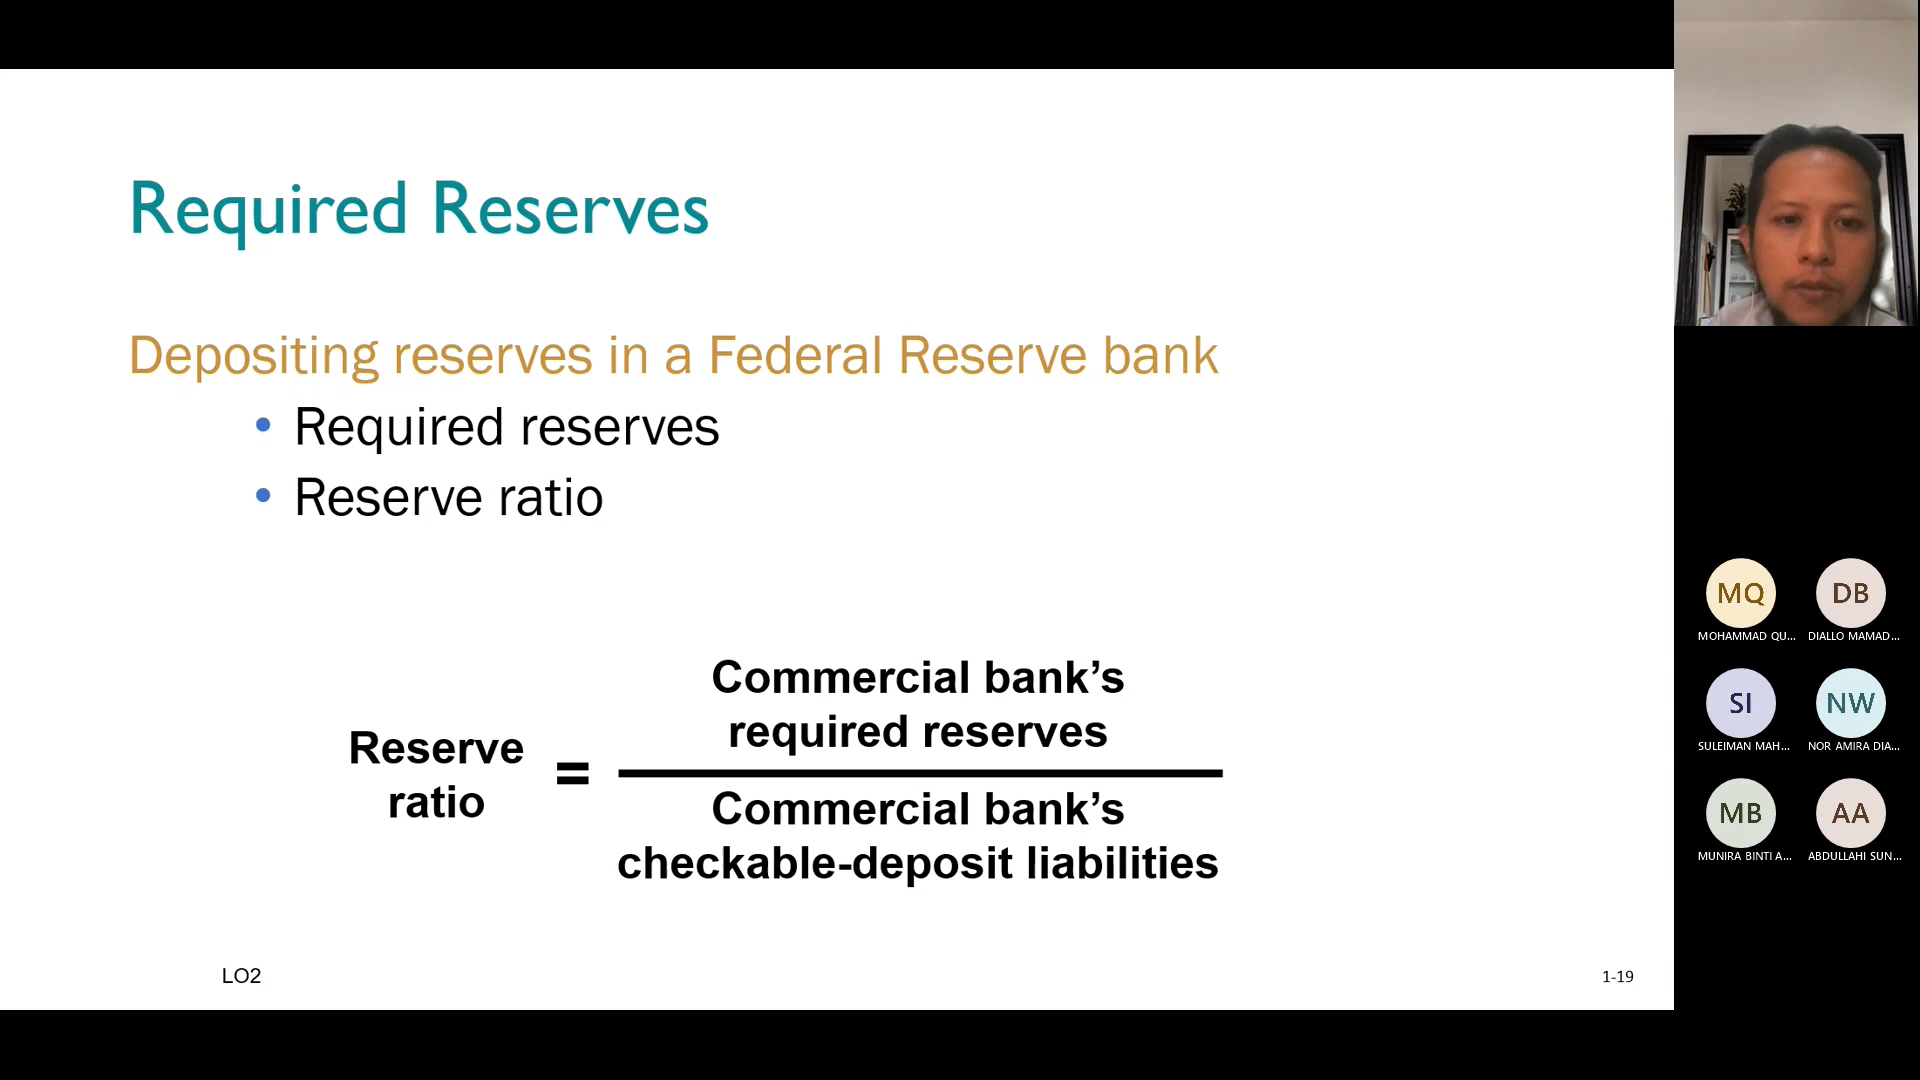 Required Reserves
Depositing reserves in a Federal Reserve bank
• Required reserves
• Reserve ratio
Reserve
ratio
=
Commercial bank’s
required reserves
Commercial bank’s
checkable-deposit liabilities
LO2
1-19
MQ
DB
MOHAMMAD QU...
DIALLO MAMAD...
SI
NW
SULEIMAN MAH...
NOR AMIRA DIA...
MB
AA
MUNIRA BINTI A...
ABDULLAHI SUN...